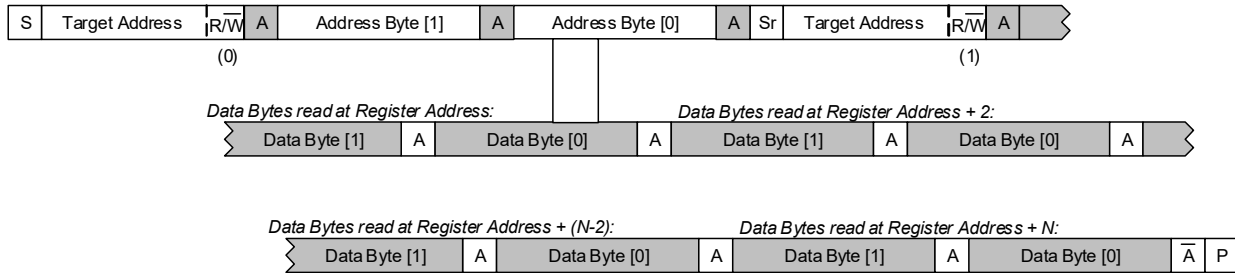 S Target Address R/W̅ A Address Byte [1] A Address Byte [0] A Sr Target Address R/W̅ A
(0) (1)
Data Bytes read at Register Address: Data Bytes read at Register Address + 2:
Data Byte [1] A Data Byte [0] A Data Byte [1] A Data Byte [0] A
Data Bytes read at Register Address + (N-2): Data Bytes read at Register Address + N:
Data Byte [1] A Data Byte [0] A Data Byte [1] A Data Byte [0] A̅ P